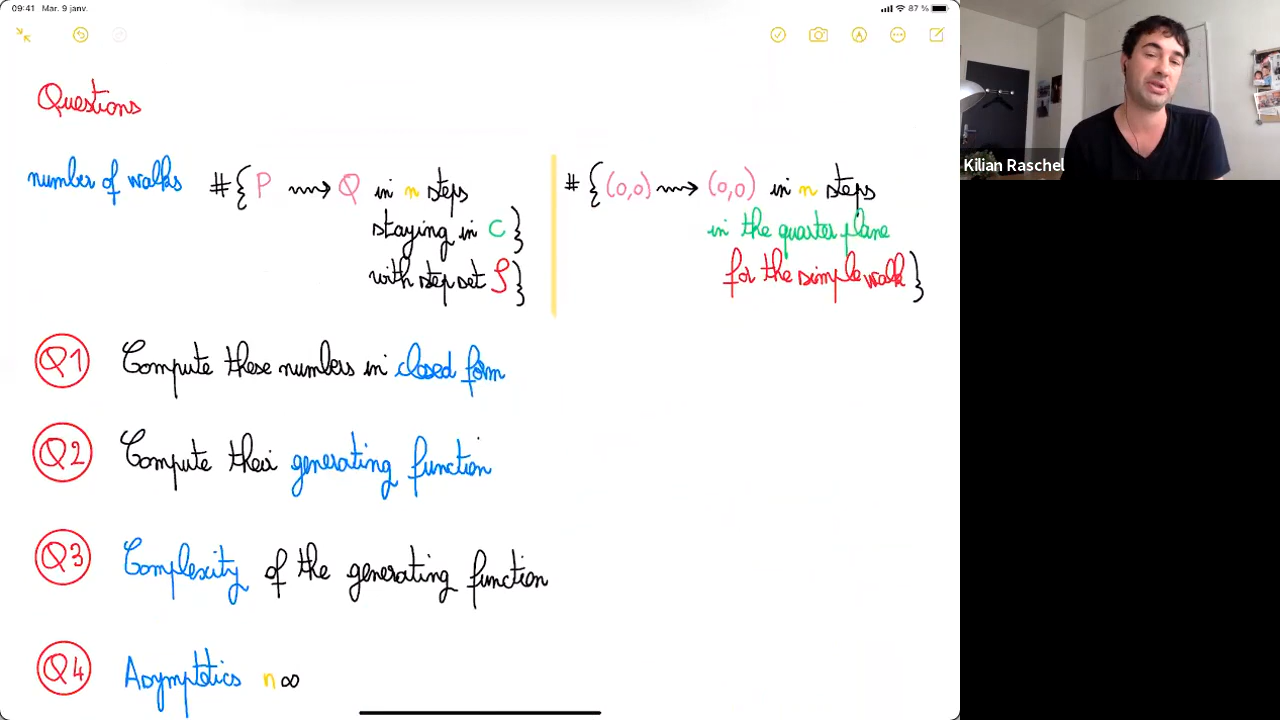 09:41 Mar. 9 janv.
87 %
Questions
number of walks #{ P ⟿ Q in n steps
staying in C }
with step set S }
#{ (0,0) ⟿ (0,0) in n steps
in the quarter plane
for the simple walk }
Q1 Compute these numbers in closed form
Q2 Compute their generating function
Q3 Complexity of the generating function
Q4 Asymptotics n ∞
Kilian Raschel